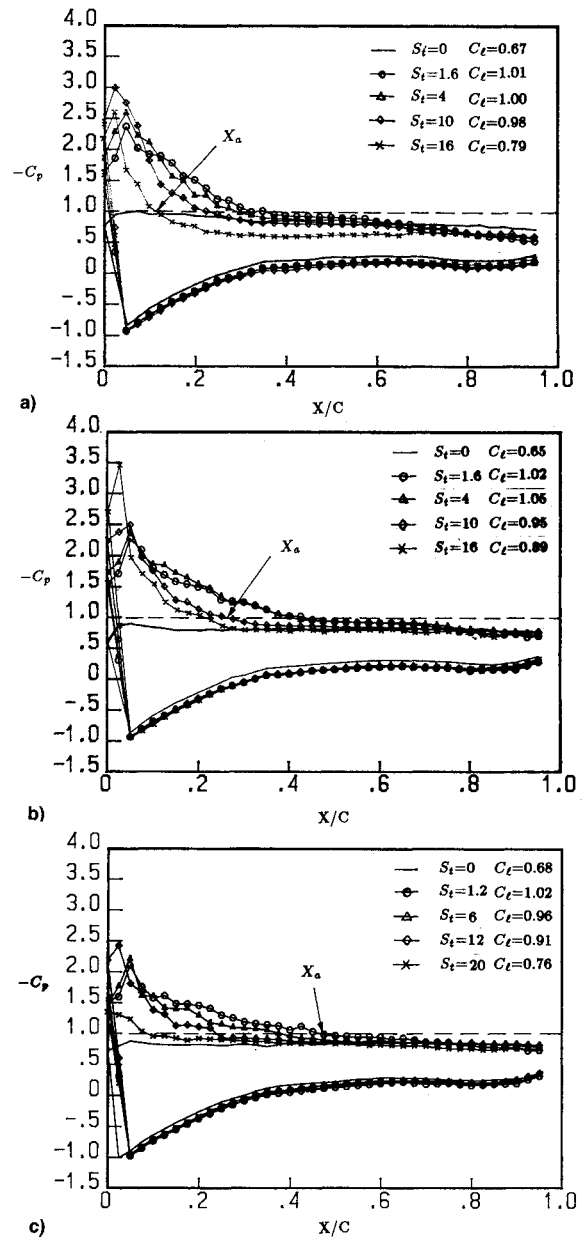 4.0
3.5
3.0
2.5
2.0
1.5
1.0
.5
0
-.5
-1.0
-1.5
-Cp
Xa
St=0 Cℓ=0.67
St=1.6 Cℓ=1.01
St=4 Cℓ=1.00
St=10 Cℓ=0.98
St=16 Cℓ=0.79
0 .2 .4 .6 .8 1.0
X/C
a)
4.0
3.5
3.0
2.5
2.0
1.5
1.0
.5
0
-.5
-1.0
-1.5
-Cp
Xa
St=0 Cℓ=0.65
St=1.6 Cℓ=1.02
St=4 Cℓ=1.05
St=10 Cℓ=0.95
St=16 Cℓ=0.89
0 .2 .4 .6 .8 1.0
X/C
b)
4.0
3.5
3.0
2.5
2.0
1.5
1.0
.5
0
-.5
-1.0
-1.5
-Cp
Xa
St=0 Cℓ=0.68
St=1.2 Cℓ=1.02
St=6 Cℓ=0.96
St=12 Cℓ=0.91
St=20 Cℓ=0.76
0 .2 .4 .6 .8 1.0
X/C
c)